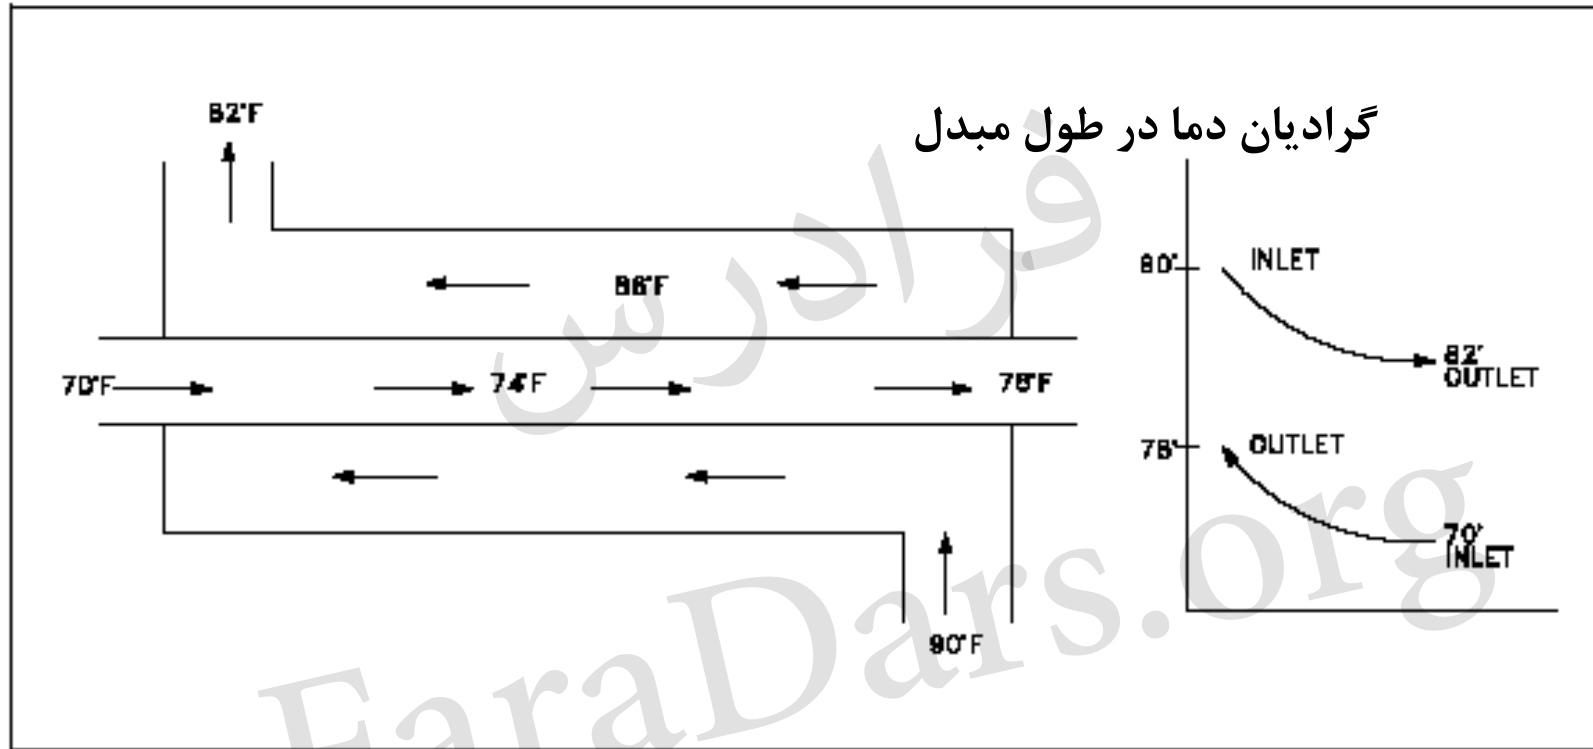 گرادیان دما در طول مبدل
82°F
86°F
70°F
74°F
78°F
90°F
80°
INLET
82°
OUTLET
78°
OUTLET
70°
INLET
فرادرس
FaraDars.org